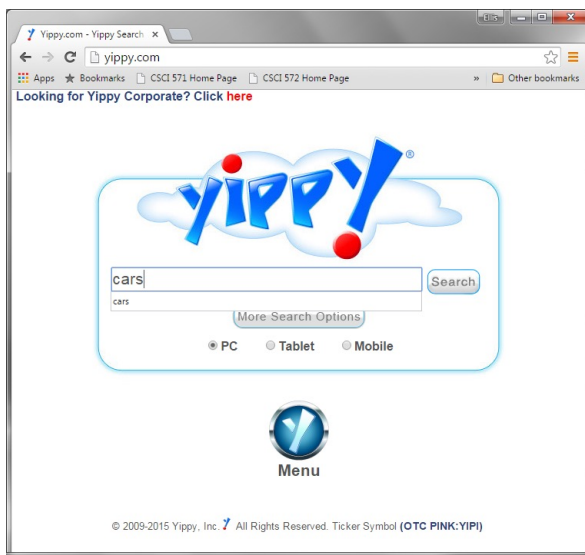 Yippy.com - Yippy Search
yippy.com
Apps Bookmarks CSCI 571 Home Page CSCI 572 Home Page » Other bookmarks
Looking for Yippy Corporate? Click here
yippy!®
cars
Search
cars
More Search Options
PC Tablet Mobile
Menu
© 2009-2015 Yippy, Inc. All Rights Reserved. Ticker Symbol (OTC PINK:YIPI)